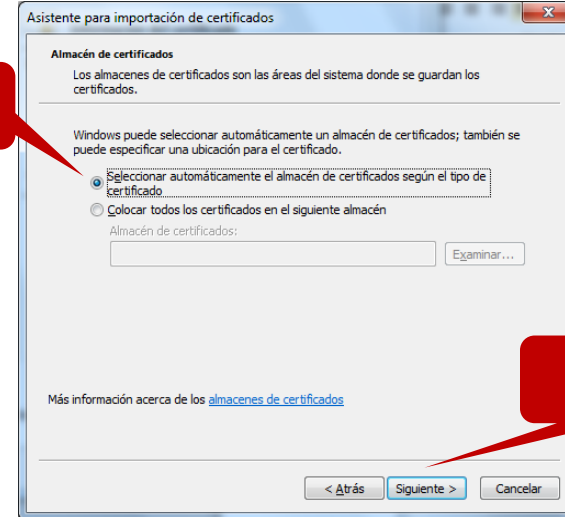 Asistente para importación de certificados
Almacén de certificados
Los almacenes de certificados son las áreas del sistema donde se guardan los
certificados.
Windows puede seleccionar automáticamente un almacén de certificados; también se
puede especificar una ubicación para el certificado.
Seleccionar automáticamente el almacén de certificados según el tipo de
certificado
Colocar todos los certificados en el siguiente almacén
Almacén de certificados:
Examinar...
Más información acerca de los almacenes de certificados
< Atrás
Siguiente >
Cancelar